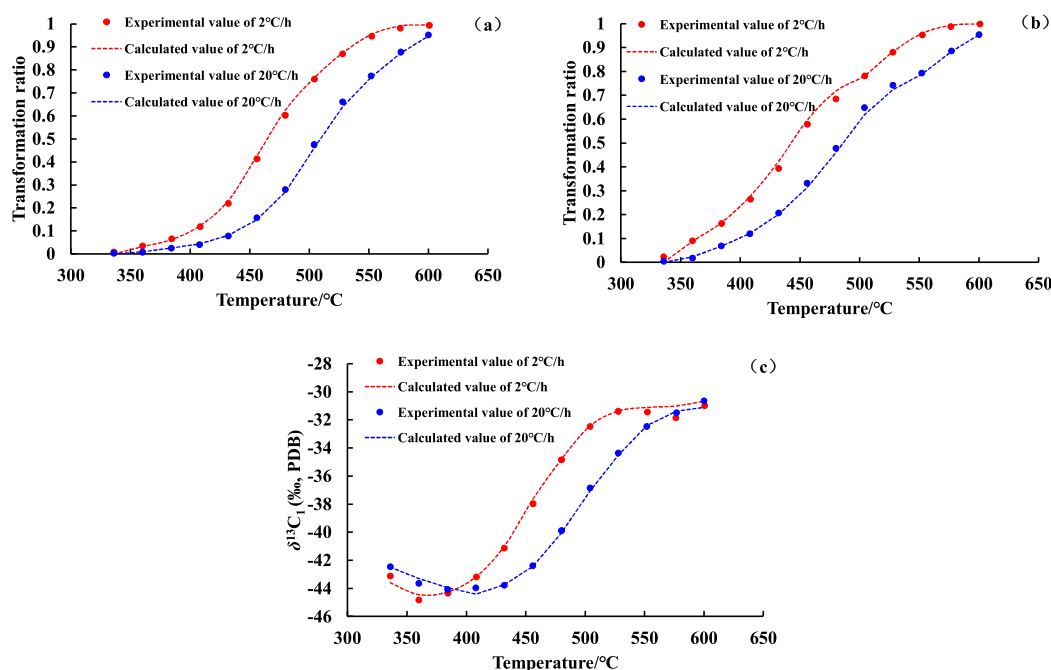 (a)
Experimental value of 2°C/h
Calculated value of 2°C/h
Experimental value of 20°C/h
Calculated value of 20°C/h
Transformation ratio
1
0.9
0.8
0.7
0.6
0.5
0.4
0.3
0.2
0.1
0
300 350 400 450 500 550 600 650
Temperature/°C
(b)
Experimental value of 2°C/h
Calculated value of 2°C/h
Experimental value of 20°C/h
Calculated value of 20°C/h
Transformation ratio
1
0.9
0.8
0.7
0.6
0.5
0.4
0.3
0.2
0.1
0
300 350 400 450 500 550 600 650
Temperature/°C
(c)
Experimental value of 2°C/h
Calculated value of 2°C/h
Experimental value of 20°C/h
Calculated value of 20°C/h
δ¹³C₁ (‰, PDB)
-28
-30
-32
-34
-36
-38
-40
-42
-44
-46
300 350 400 450 500 550 600 650
Temperature/°C